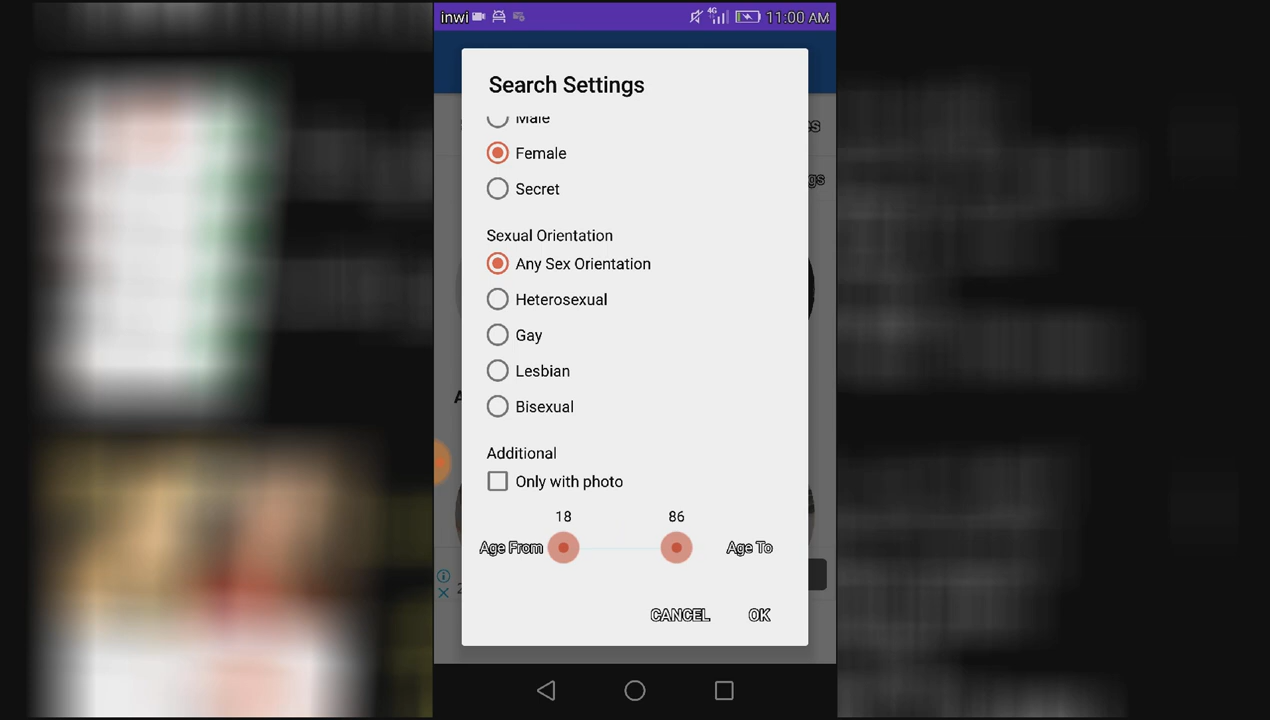 inwi 4G 11:00 AM
Search Settings
Male
Female
Secret
Sexual Orientation
Any Sex Orientation
Heterosexual
Gay
Lesbian
Bisexual
Additional
Only with photo
18 86
Age From Age To
CANCEL OK